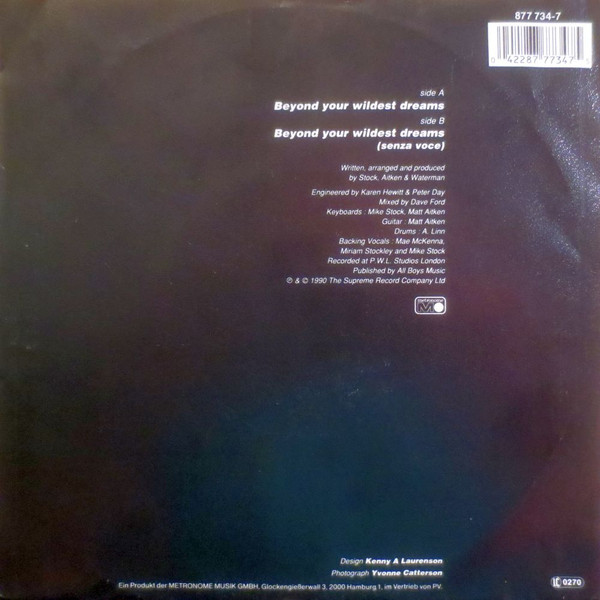 877 734-7
0 42287 77347
side A
Beyond your wildest dreams
side B
Beyond your wildest dreams
(senza voce)
Written, arranged and produced
by Stock, Aitken & Waterman
Engineered by Karen Hewitt & Peter Day
Mixed by Dave Ford
Keyboards : Mike Stock, Matt Aitken
Guitar : Matt Aitken
Drums : A. Linn
Backing Vocals : Mae McKenna,
Miriam Stockley and Mike Stock
Recorded at P.W.L. Studios London
Published by All Boys Music
℗ & © 1990 The Supreme Record Company Ltd
metronome
Design Kenny A Laurenson
Photograph Yvonne Catterson
Ein Produkt der METRONOME MUSIK GMBH, Glockengießerwall 3, 2000 Hamburg 1, im Vertrieb von PV.
LC 0270